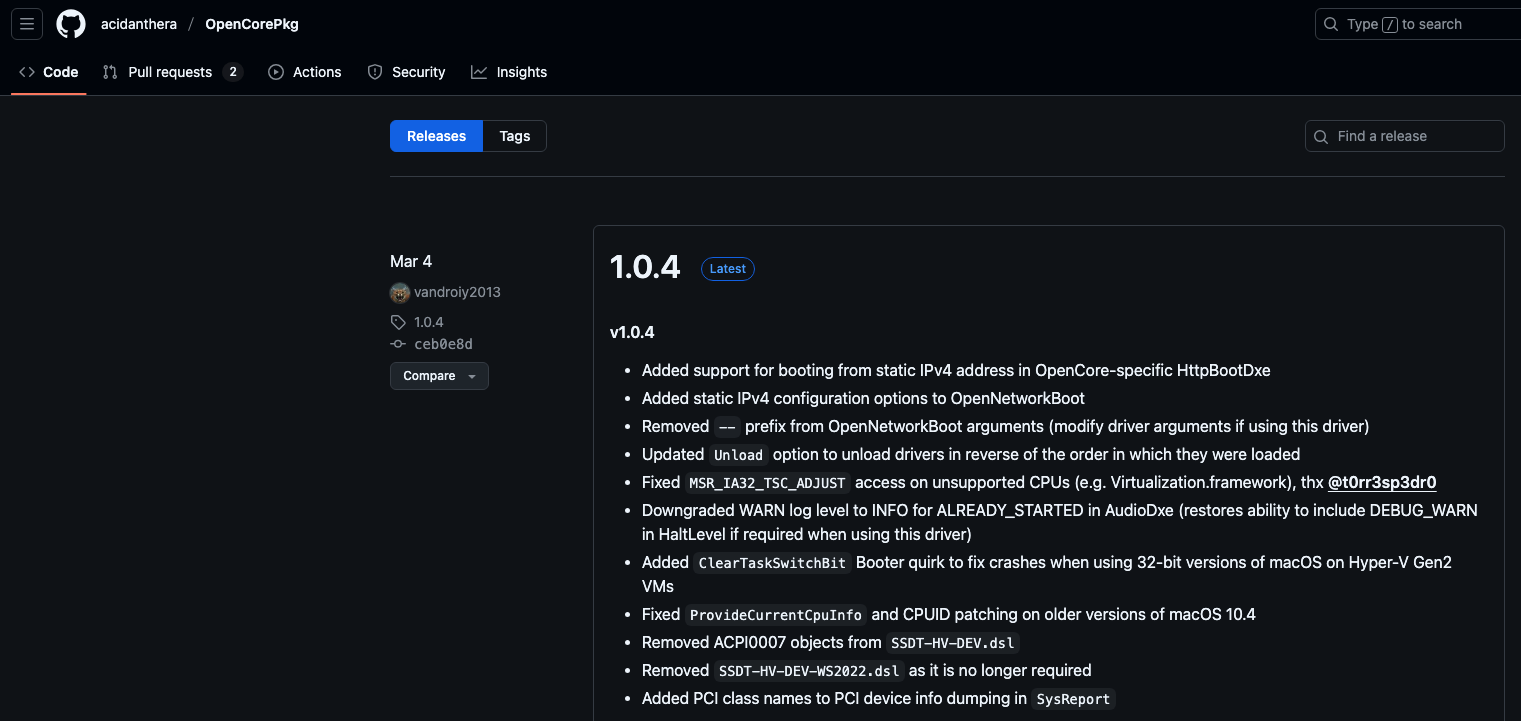 acidanthera / OpenCorePkg
Type / to search
Code
Pull requests 2
Actions
Security
Insights
Releases
Tags
Find a release
Mar 4
vandroiy2013
1.0.4
ceb0e8d
Compare
1.0.4 Latest
v1.0.4
• Added support for booting from static IPv4 address in OpenCore-specific HttpBootDxe
• Added static IPv4 configuration options to OpenNetworkBoot
• Removed -- prefix from OpenNetworkBoot arguments (modify driver arguments if using this driver)
• Updated Unload option to unload drivers in reverse of the order in which they were loaded
• Fixed MSR_IA32_TSC_ADJUST access on unsupported CPUs (e.g. Virtualization.framework), thx @t0rr3sp3dr0
• Downgraded WARN log level to INFO for ALREADY_STARTED in AudioDxe (restores ability to include DEBUG_WARN
in HaltLevel if required when using this driver)
• Added ClearTaskSwitchBit Booter quirk to fix crashes when using 32-bit versions of macOS on Hyper-V Gen2
VMs
• Fixed ProvideCurrentCpuInfo and CPUID patching on older versions of macOS 10.4
• Removed ACPI0007 objects from SSDT-HV-DEV.dsl
• Removed SSDT-HV-DEV-WS2022.dsl as it is no longer required
• Added PCI class names to PCI device info dumping in SysReport